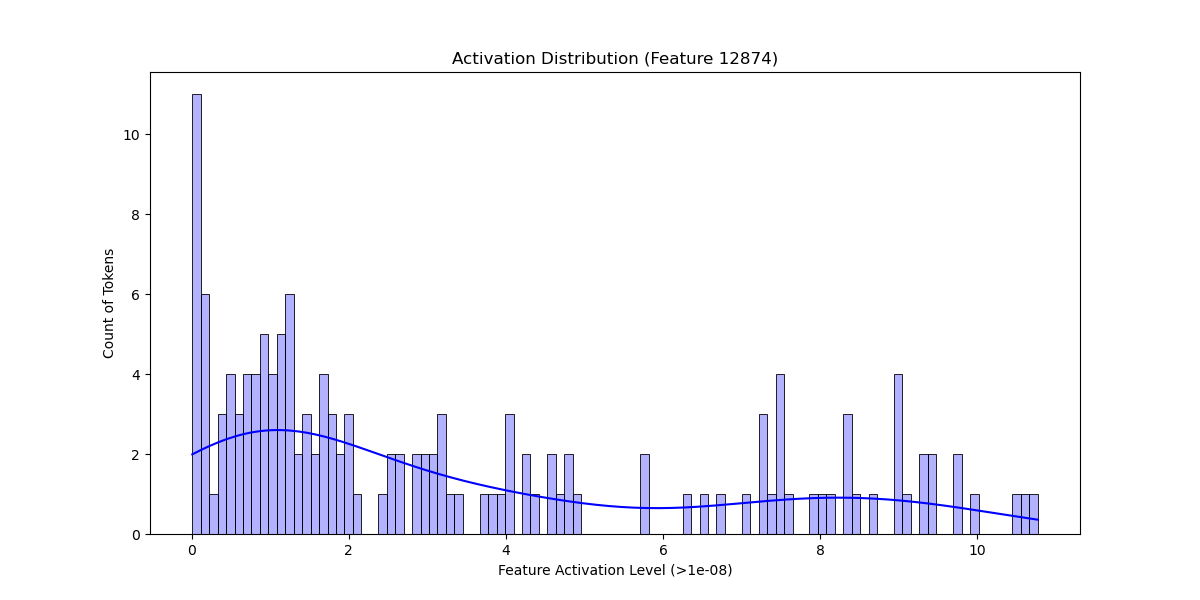 Activation Distribution (Feature 12874)
Count of Tokens
10
8
6
4
2
0
0 2 4 6 8 10
Feature Activation Level (>1e-08)